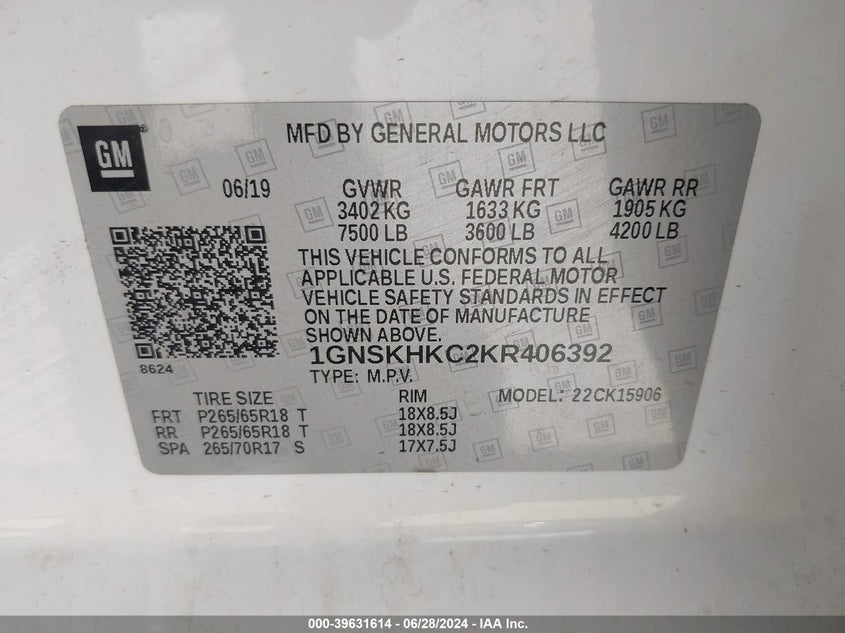 GM
MFD BY GENERAL MOTORS LLC
06/19 GVWR GAWR FRT GAWR RR
3402 KG 1633 KG 1905 KG
7500 LB 3600 LB 4200 LB
THIS VEHICLE CONFORMS TO ALL
APPLICABLE U.S. FEDERAL MOTOR
VEHICLE SAFETY STANDARDS IN EFFECT
ON THE DATE OF MANUFACTURE
SHOWN ABOVE.
1GNSKHKC2KR406392
8624
TYPE: M.P.V.
TIRE SIZE RIM MODEL: 22CK15906
FRT P265/65R18 T 18X8.5J
RR P265/65R18 T 18X8.5J
SPA 265/70R17 S 17X7.5J
000-39631614 - 06/28/2024 - IAA Inc.